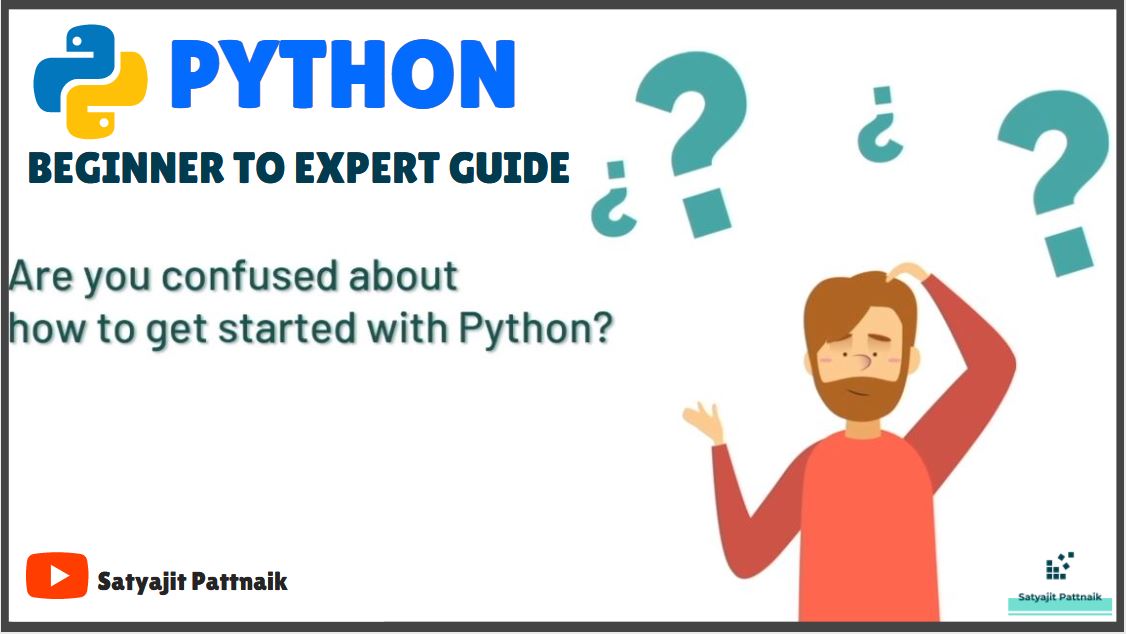 PYTHON
BEGINNER TO EXPERT GUIDE
Are you confused about
how to get started with Python?
Satyajit Pattnaik
Satyajit Pattnaik